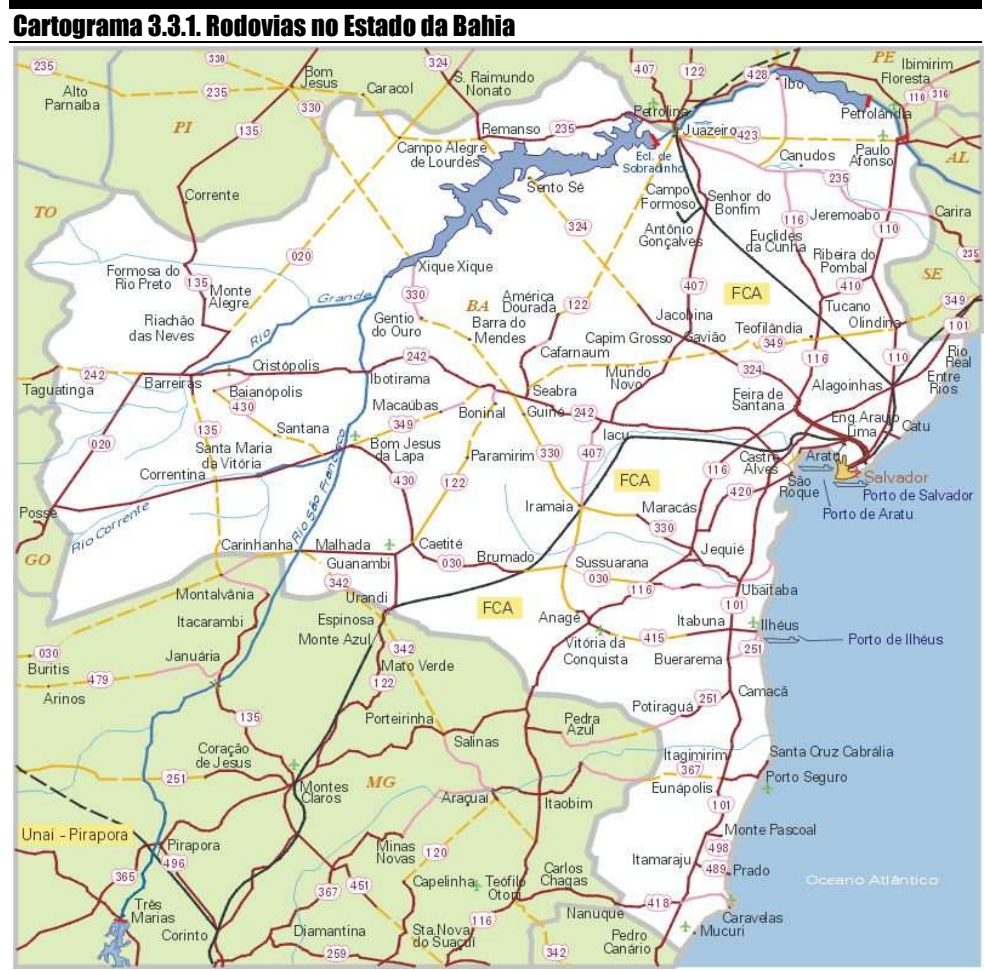 Cartograma 3.3.1. Rodovias no Estado da Bahia
330
324
407
122
428
PE
Ibimirim
235
Bom
Jesus
S. Raimundo
Nonato
Ibo
Floresta
Alto
Parnaíba
235
Caracol
110
316
330
Petrolina
Petrolândia
PI
135
Remanso
235
Juazeiro
423
Campo Alegre
de Lourdes
Ecl. de
Sobradinho
Canudos
Paulo
Afonso
AL
Sento Sé
235
Corrente
Campo
Formoso
Senhor do
Bonfim
TO
324
116
Jeremoabo
Carira
Antônio
Gonçalves
Euclides
da Cunha
110
020
Ribeira do
Pombal
235
Formosa do
Rio Preto
Xique Xique
SE
135
Monte
Alegre
Grande
330
407
FCA
410
BA
América
Dourada
122
Tucano
349
Riachão
das Neves
Gentio
do Ouro
Barra do
Mendes
Jacobina
Teofilândia
Olindina
101
Rio
Capim Grosso
Gavião
349
Cafarnaum
Rio
Real
242
Cristópolis
242
116
110
Taguatinga
Barreiras
Ibotirama
Mundo
Novo
324
Entre
Rios
Baianópolis
Seabra
Alagoinhas
430
Macaúbas
Boninal
Guiné
242
Feira de
Santana
135
349
Eng. Araujo
Lima
Catu
020
Santana
Iacu
Santa Maria
da Vitória
Bom Jesus
da Lapa
Paramirim
330
407
116
Castro
Alves
Aratu
Correntina
430
122
FCA
420
São
Roque
Salvador
Porto de Salvador
Posse
Rio Corrente
Rio São Francisco
Iramaia
Maracás
Porto de Aratu
330
GO
Carinhanha
Malhada
Caetité
Brumado
Jequié
Guanambi
030
Sussuarana
342
030
116
Ubaitaba
Montalvânia
Urandi
FCA
101
Itacarambi
Espinosa
Anagé
Itabuna
Ilhéus
Monte Azul
415
Porto de Ilhéus
030
Januária
342
Vitória da
Conquista
251
Buritis
Mato Verde
Buerarema
479
122
Arinos
251
Camacã
Potiraguá
135
Porteirinha
Pedra
Azul
Coração
de Jesus
Salinas
Itagimirim
Santa Cruz Cabrália
367
251
MG
Porto Seguro
Montes
Claros
Eunápolis
Araçuaí
Itaobim
101
Unai - Pirapora
Monte Pascoal
Pirapora
Minas
Novas
120
498
496
Itamaraju
365
Carlos
Chagas
489
Prado
367
451
Capelinha
Teófilo
Otoni
Oceano Atlântico
Três
Marias
418
116
Nanuque
Caravelas
Corinto
Diamantina
Sta.Nova
do Suaçuí
Mucuri
259
342
Pedro
Canário